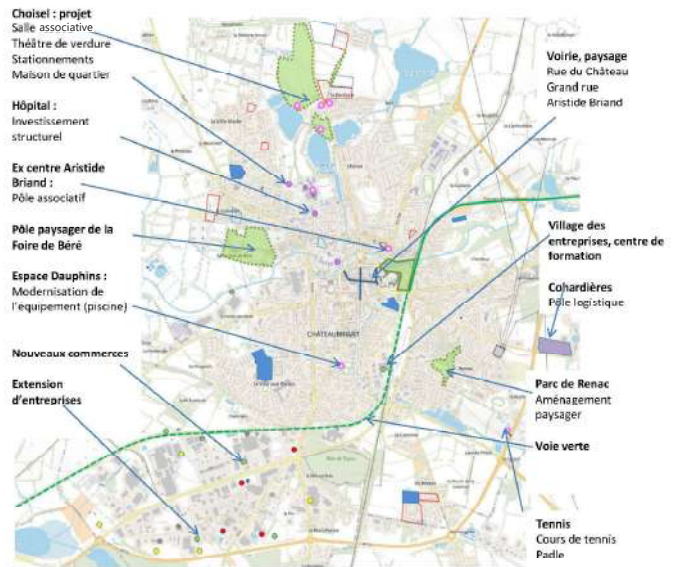 Choisel : projet
Salle associative
Théâtre de verdure
Stationnements
Maison de quartier
Hôpital :
Investissement
structurel
Ex centre Aristide
Briand :
Pôle associatif
Pôle paysager de la
Foire de Béré
Espace Dauphins :
Modernisation de
l'équipement (piscine)
Nouveaux commerces
Extension
d'entreprises
CHÂTEAUBRIANT
Voirie, paysage
Rue du Château
Grand rue
Aristide Briand
Village des
entreprises, centre de
formation
Cohardières
Pôle logistique
Parc de Renac
Aménagement
paysager
Voie verte
Tennis
Cours de tennis
Padle